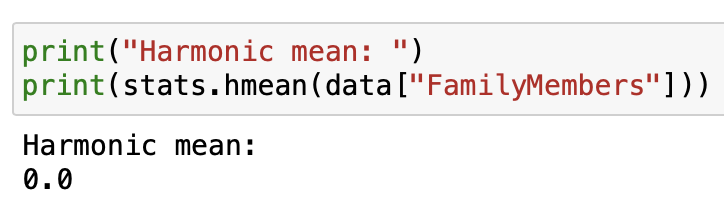 print("Harmonic mean: ")
print(stats.hmean(data["FamilyMembers"]))
Harmonic mean:
0.0